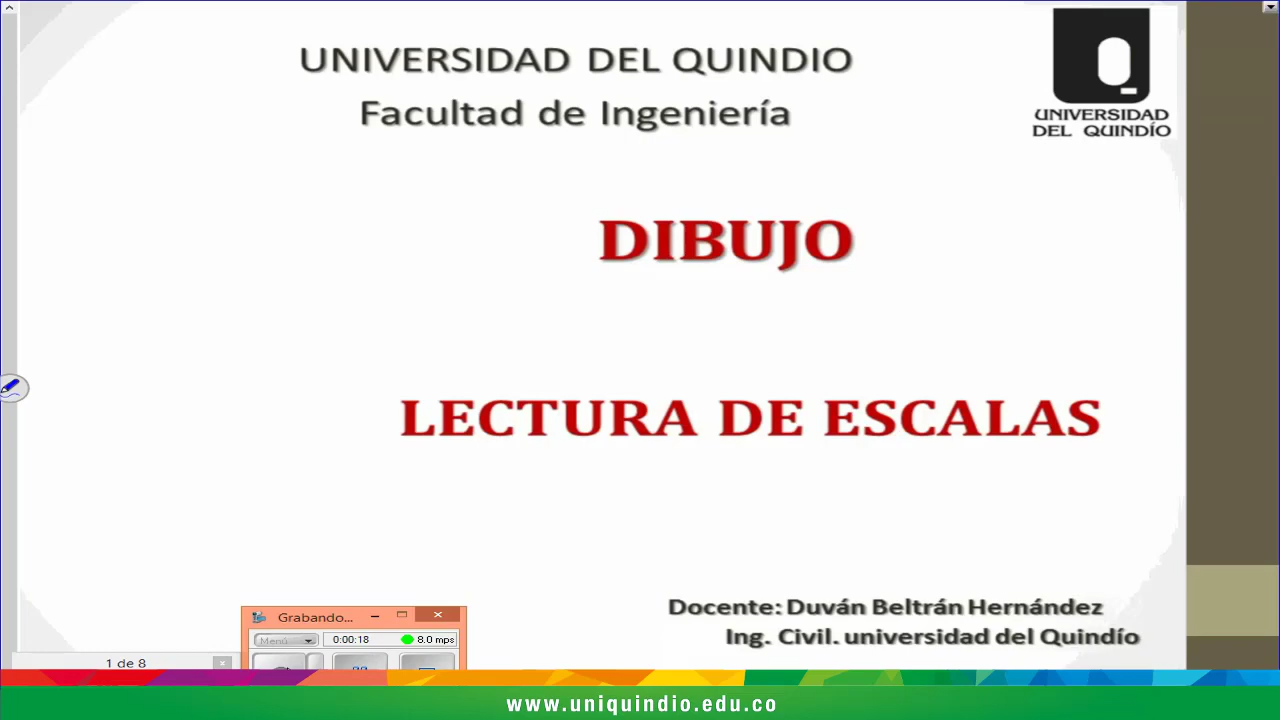 UNIVERSIDAD DEL QUINDIO
Facultad de Ingeniería
UNIVERSIDAD
DEL QUINDÍO
DIBUJO
LECTURA DE ESCALAS
Docente: Duván Beltrán Hernández
Ing. Civil. universidad del Quindío
Grabando...
Menú
0:00:18
8.0 mps
1 de 8
www.uniquindio.edu.co